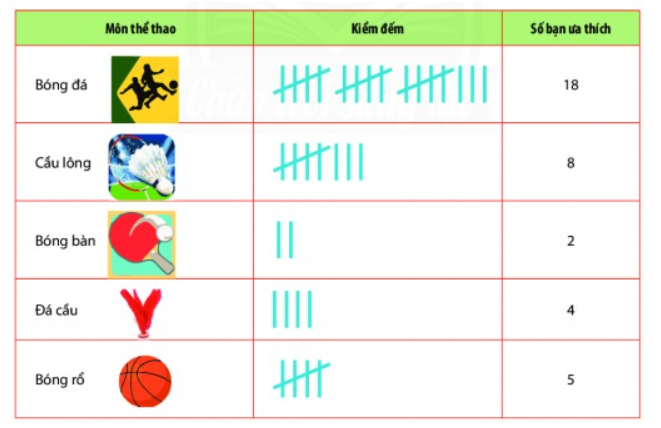 Môn thể thao Kiểm đếm Số bạn ưa thích
Bóng đá 18
Cầu lông 8
Bóng bàn 2
Đá cầu 4
Bóng rổ 5